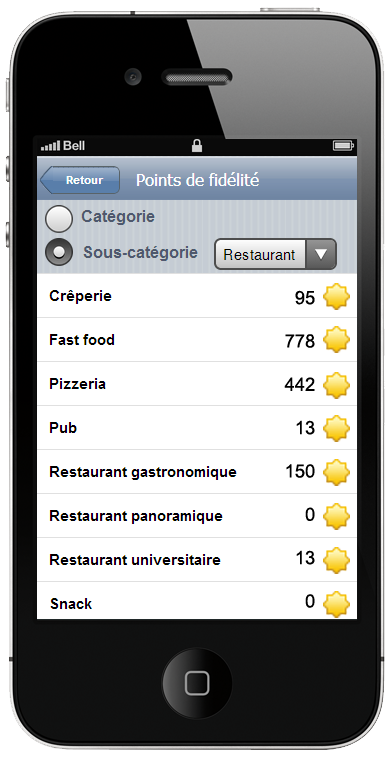 Bell
Retour Points de fidélité
Catégorie
Sous-catégorie Restaurant
Crêperie 95
Fast food 778
Pizzeria 442
Pub 13
Restaurant gastronomique 150
Restaurant panoramique 0
Restaurant universitaire 13
Snack 0